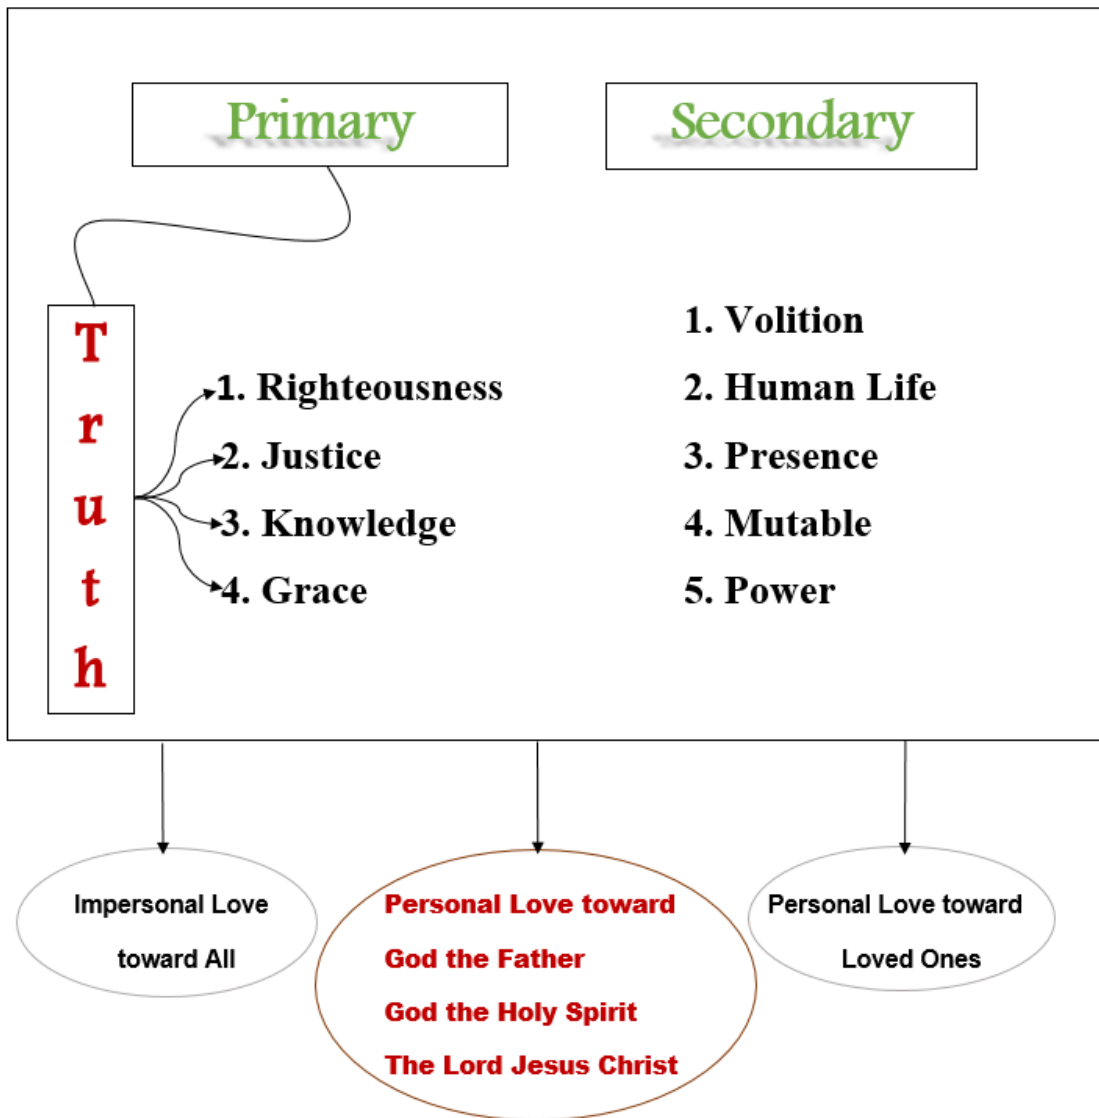 Primary
Secondary
Truth
1. Righteousness
2. Justice
3. Knowledge
4. Grace
1. Volition
2. Human Life
3. Presence
4. Mutable
5. Power
Impersonal Love
toward All
Personal Love toward
God the Father
God the Holy Spirit
The Lord Jesus Christ
Personal Love toward
Loved Ones